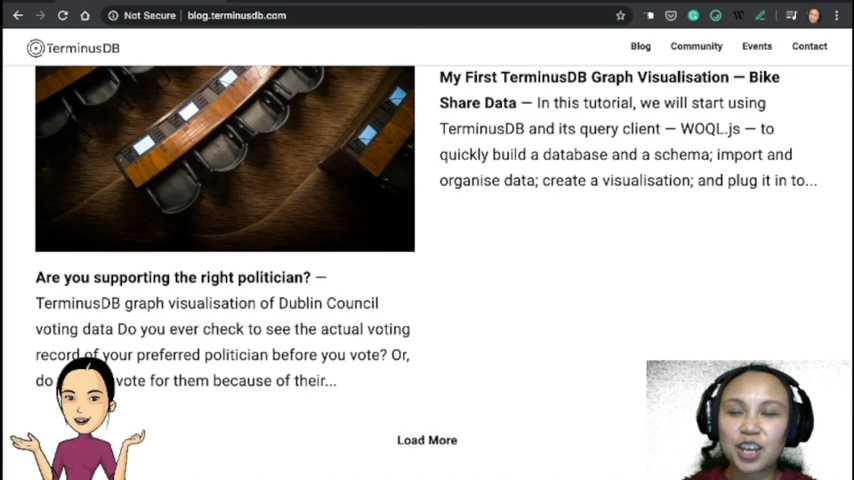 Not Secure | blog.terminusdb.com
TerminusDB
Blog Community Events Contact
My First TerminusDB Graph Visualisation — Bike
Share Data — In this tutorial, we will start using
TerminusDB and its query client — WOQL.js — to
quickly build a database and a schema; import and
organise data; create a visualisation; and plug it in to...
Are you supporting the right politician? —
TerminusDB graph visualisation of Dublin Council
voting data Do you ever check to see the actual voting
record of your preferred politician before you vote? Or,
do vote for them because of their...
Load More